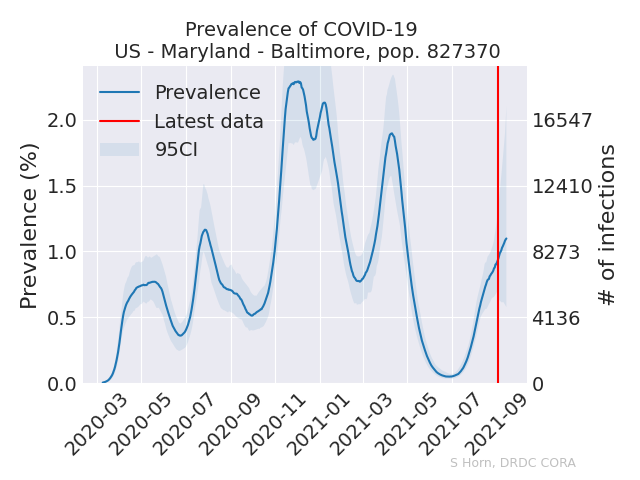 Prevalence of COVID-19
US - Maryland - Baltimore, pop. 827370
Prevalence
Latest data
95CI
Prevalence (%)
2.0
1.5
1.0
0.5
0.0
16547
12410
8273
4136
0
# of infections
2020-03
2020-05
2020-07
2020-09
2020-11
2021-01
2021-03
2021-05
2021-07
2021-09
S Horn, DRDC CORA